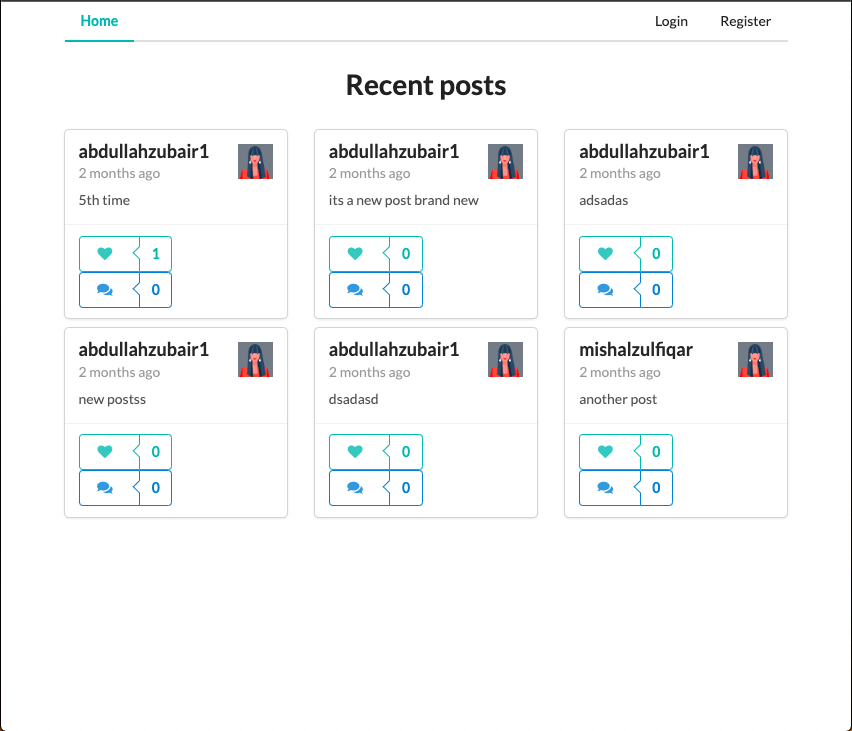 Home Login Register
Recent posts
abdullahzubair1
2 months ago
5th time
1
0
abdullahzubair1
2 months ago
its a new post brand new
0
0
abdullahzubair1
2 months ago
adsadas
0
0
abdullahzubair1
2 months ago
new postss
0
0
abdullahzubair1
2 months ago
dsadasd
0
0
mishalzulfiqar
2 months ago
another post
0
0